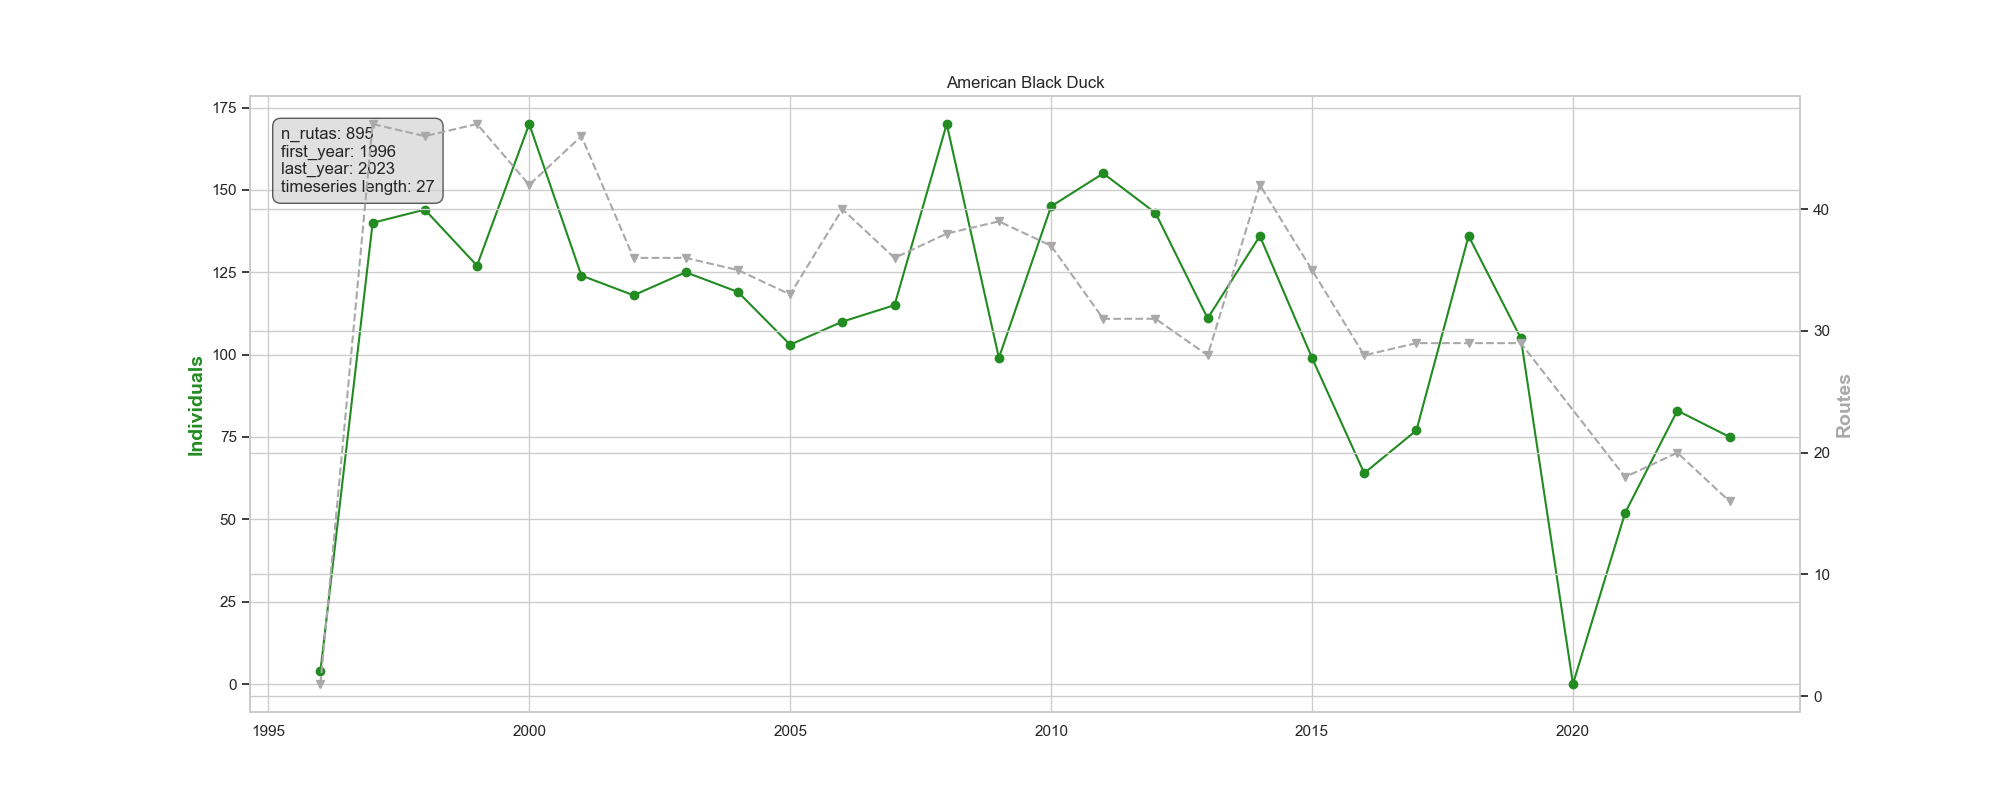 American Black Duck
n_rutas: 895
first_year: 1996
last_year: 2023
timeseries length: 27
175
150
125
100
75
50
25
0
Individuals
40
30
20
10
0
Routes
1995
2000
2005
2010
2015
2020